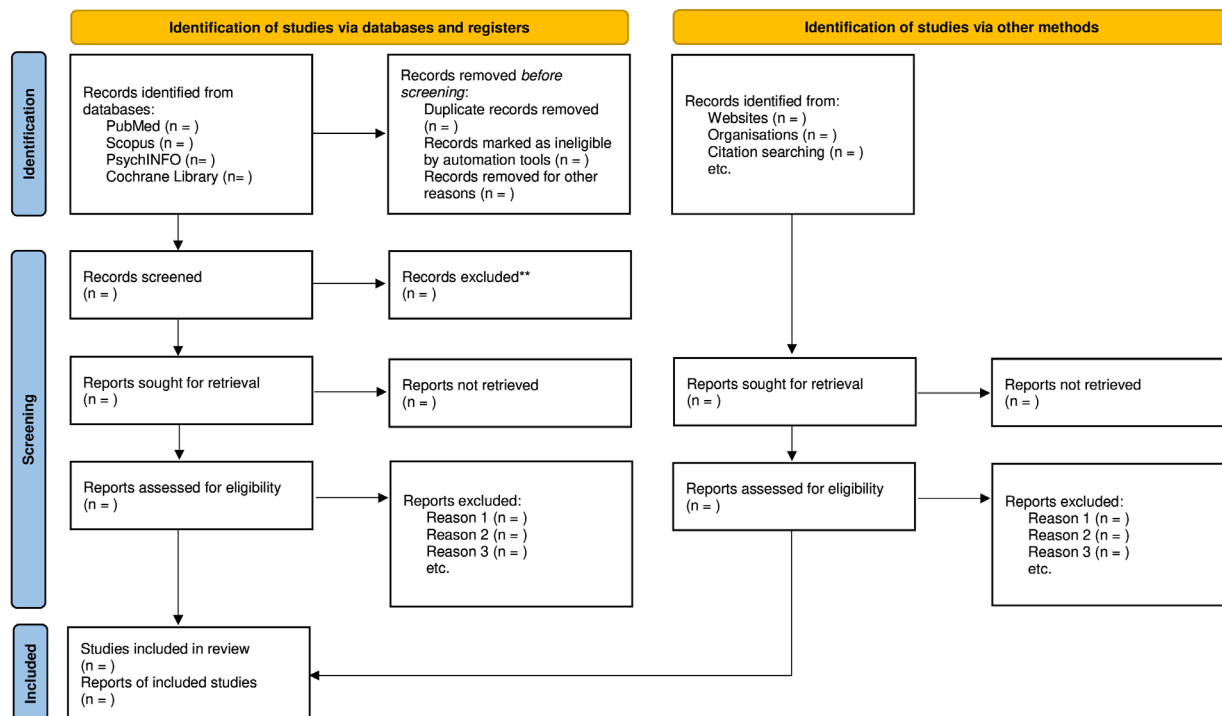 Identification of studies via databases and registers
Identification of studies via other methods
Identification
Records identified from
databases:
PubMed (n = )
Scopus (n = )
PsychINFO (n= )
Cochrane Library (n= )
Records removed before
screening:
Duplicate records removed
(n = )
Records marked as ineligible
by automation tools (n = )
Records removed for other
reasons (n = )
Records identified from:
Websites (n = )
Organisations (n = )
Citation searching (n = )
etc.
Screening
Records screened
(n = )
Records excluded**
(n = )
Reports sought for retrieval
(n = )
Reports not retrieved
(n = )
Reports sought for retrieval
(n = )
Reports not retrieved
(n = )
Reports assessed for eligibility
(n = )
Reports excluded:
Reason 1 (n = )
Reason 2 (n = )
Reason 3 (n = )
etc.
Reports assessed for eligibility
(n = )
Reports excluded:
Reason 1 (n = )
Reason 2 (n = )
Reason 3 (n = )
etc.
Included
Studies included in review
(n = )
Reports of included studies
(n = )